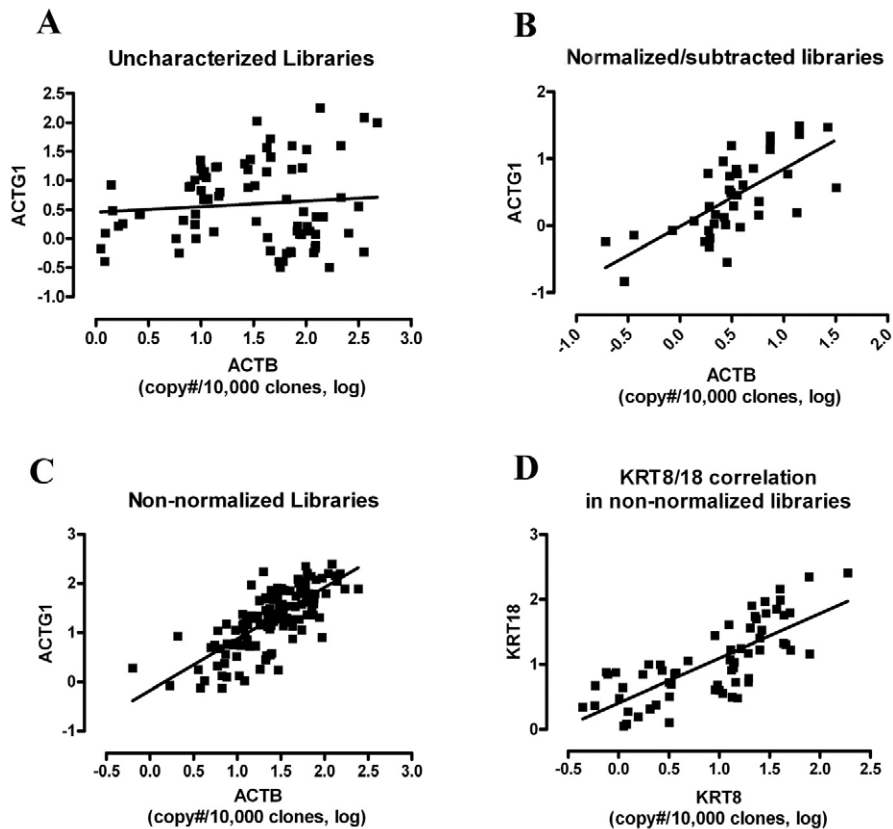 A
Uncharacterized Libraries
2.5
2.0
1.5
1.0
0.5
0.0
-0.5
-1.0
ACTG1
0.0
0.5
1.0
1.5
2.0
2.5
3.0
ACTB
(copy#/10,000 clones, log)
B
Normalized/subtracted libraries
2
1
0
-1
ACTG1
-1.0
-0.5
0.0
0.5
1.0
1.5
2.0
ACTB
(copy#/10,000 clones, log)
C
Non-normalized Libraries
3
2
1
0
-1
ACTG1
-0.5
0.0
0.5
1.0
1.5
2.0
2.5
3.0
ACTB
(copy#/10,000 clones, log)
D
KRT8/18 correlation
in non-normalized libraries
3
2
1
0
KRT18
-0.5
0.0
0.5
1.0
1.5
2.0
2.5
KRT8
(copy#/10,000 clones, log)